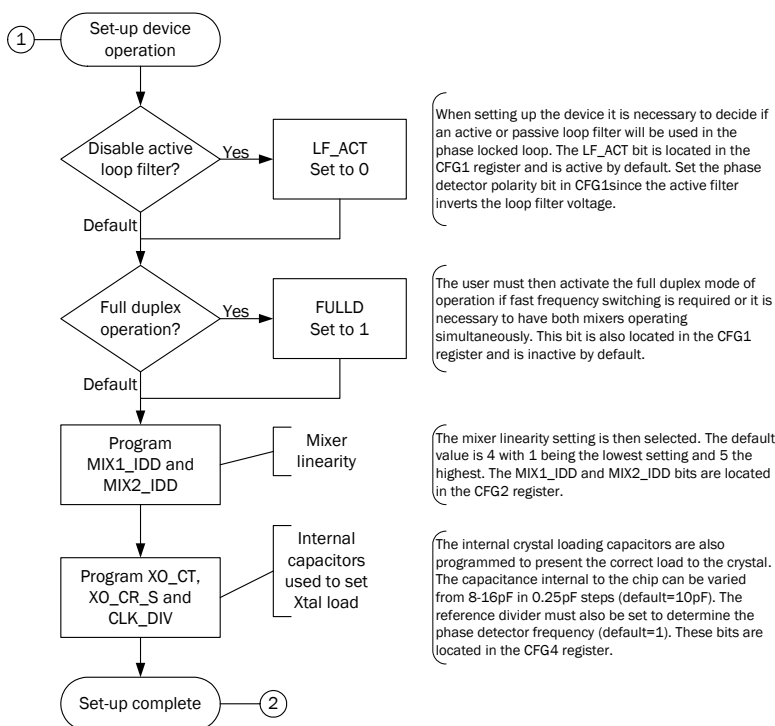 1
Set-up device
operation
Disable active
loop filter?
Yes
LF_ACT
Set to 0
Default
When setting up the device it is necessary to decide if
an active or passive loop filter will be used in the
phase locked loop. The LF_ACT bit is located in the
CFG1 register and is active by default. Set the phase
detector polarity bit in CFG1since the active filter
inverts the loop filter voltage.
Full duplex
operation?
Yes
FULLD
Set to 1
Default
The user must then activate the full duplex mode of
operation if fast frequency switching is required or it is
necessary to have both mixers operating
simultaneously. This bit is also located in the CFG1
register and is inactive by default.
Program
MIX1_IDD and
MIX2_IDD
Mixer
linearity
The mixer linearity setting is then selected. The default
value is 4 with 1 being the lowest setting and 5 the
highest. The MIX1_IDD and MIX2_IDD bits are located
in the CFG2 register.
Program XO_CT,
XO_CR_S and
CLK_DIV
Internal
capacitors
used to set
Xtal load
The internal crystal loading capacitors are also
programmed to present the correct load to the crystal.
The capacitance internal to the chip can be varied
from 8-16pF in 0.25pF steps (default=10pF). The
reference divider must also be set to determine the
phase detector frequency (default=1). These bits are
located in the CFG4 register.
Set-up complete
2